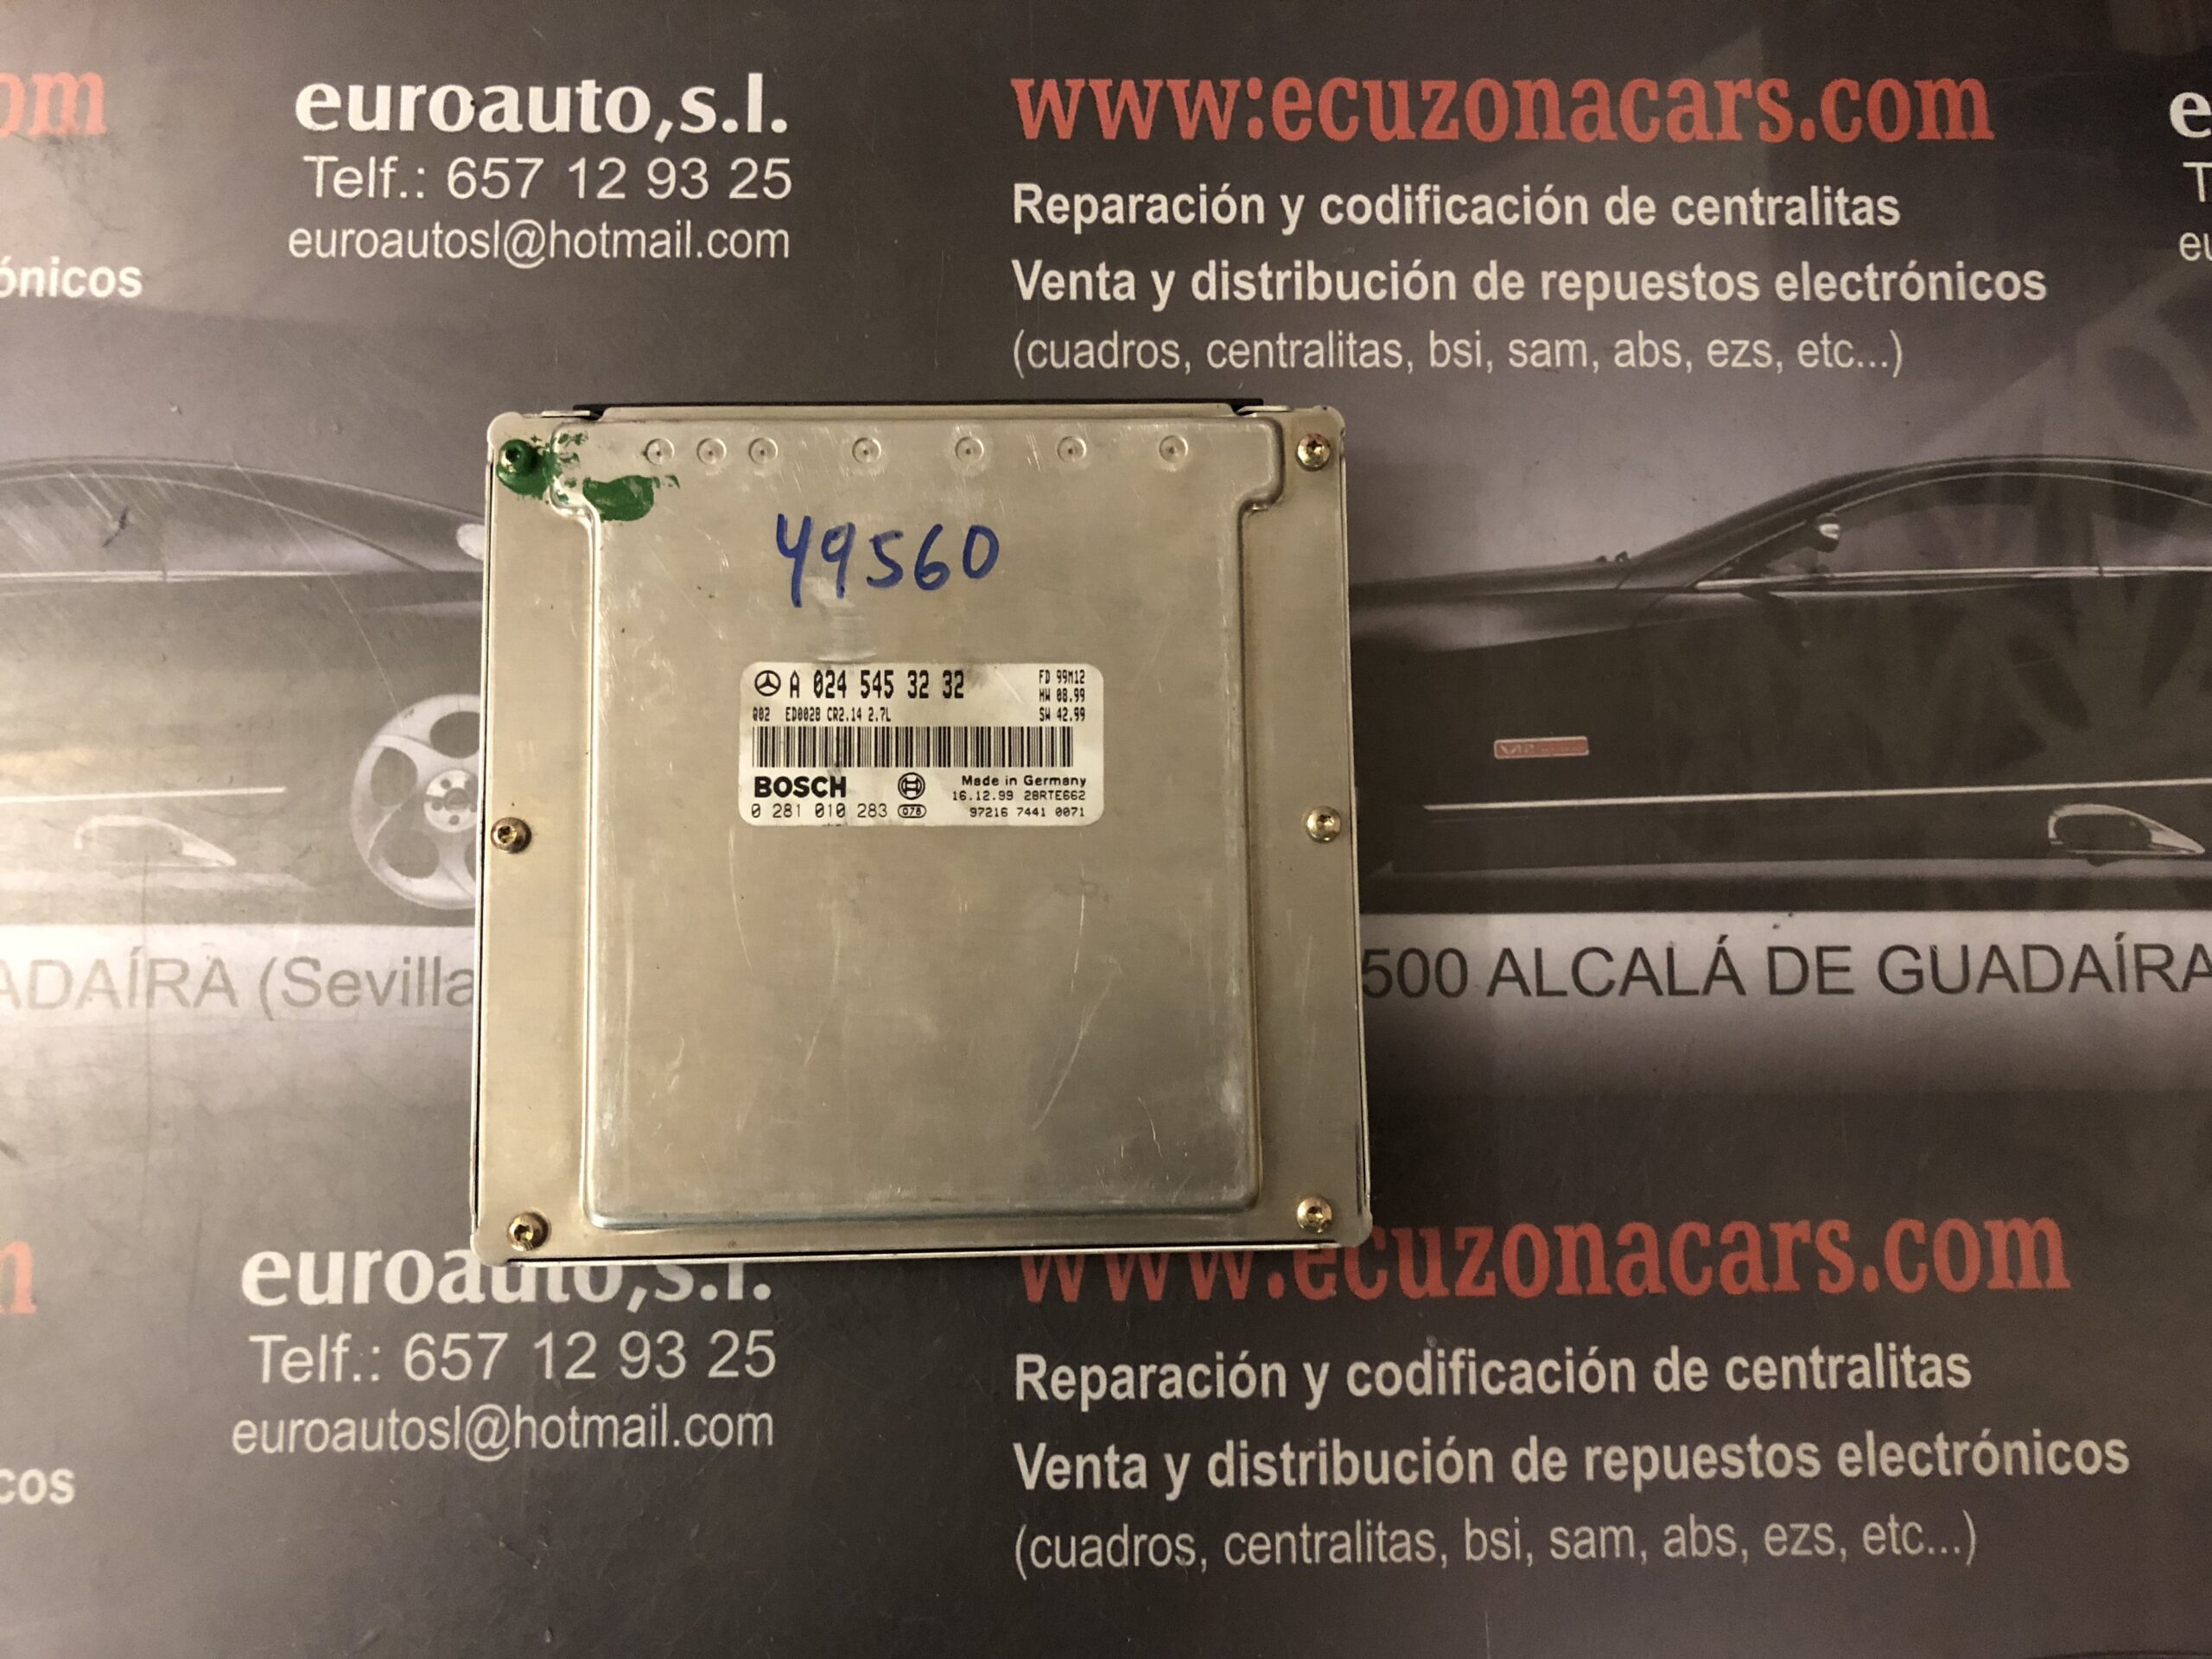 om
euroauto,s.l.
Telf.: 657 12 93 25
euroautosl@hotmail.com
ónicos
www:ecuzonacars.com
Reparación y codificación de centralitas
Venta y distribución de repuestos electrónicos
(cuadros, centralitas, bsi, sam, abs, ezs, etc...)
e
T
eu
49560
A 024 545 32 32
FD 99M12
HW 08.99
Q02 ED0028 CR2.14 2.7L
SW 42.99
BOSCH
Made in Germany
16.12.99 28RTE662
0 281 010 283 078
97216 7441 0071
V12
ADAÍRA (Sevilla
500 ALCALÁ DE GUADAÍRA
m
euroauto,s.l.
Telf.: 657 12 93 25
euroautosl@hotmail.com
cos
www.ecuzonacars.com
Reparación y codificación de centralitas
Venta y distribución de repuestos electrónicos
(cuadros, centralitas, bsi, sam, abs, ezs, etc...)